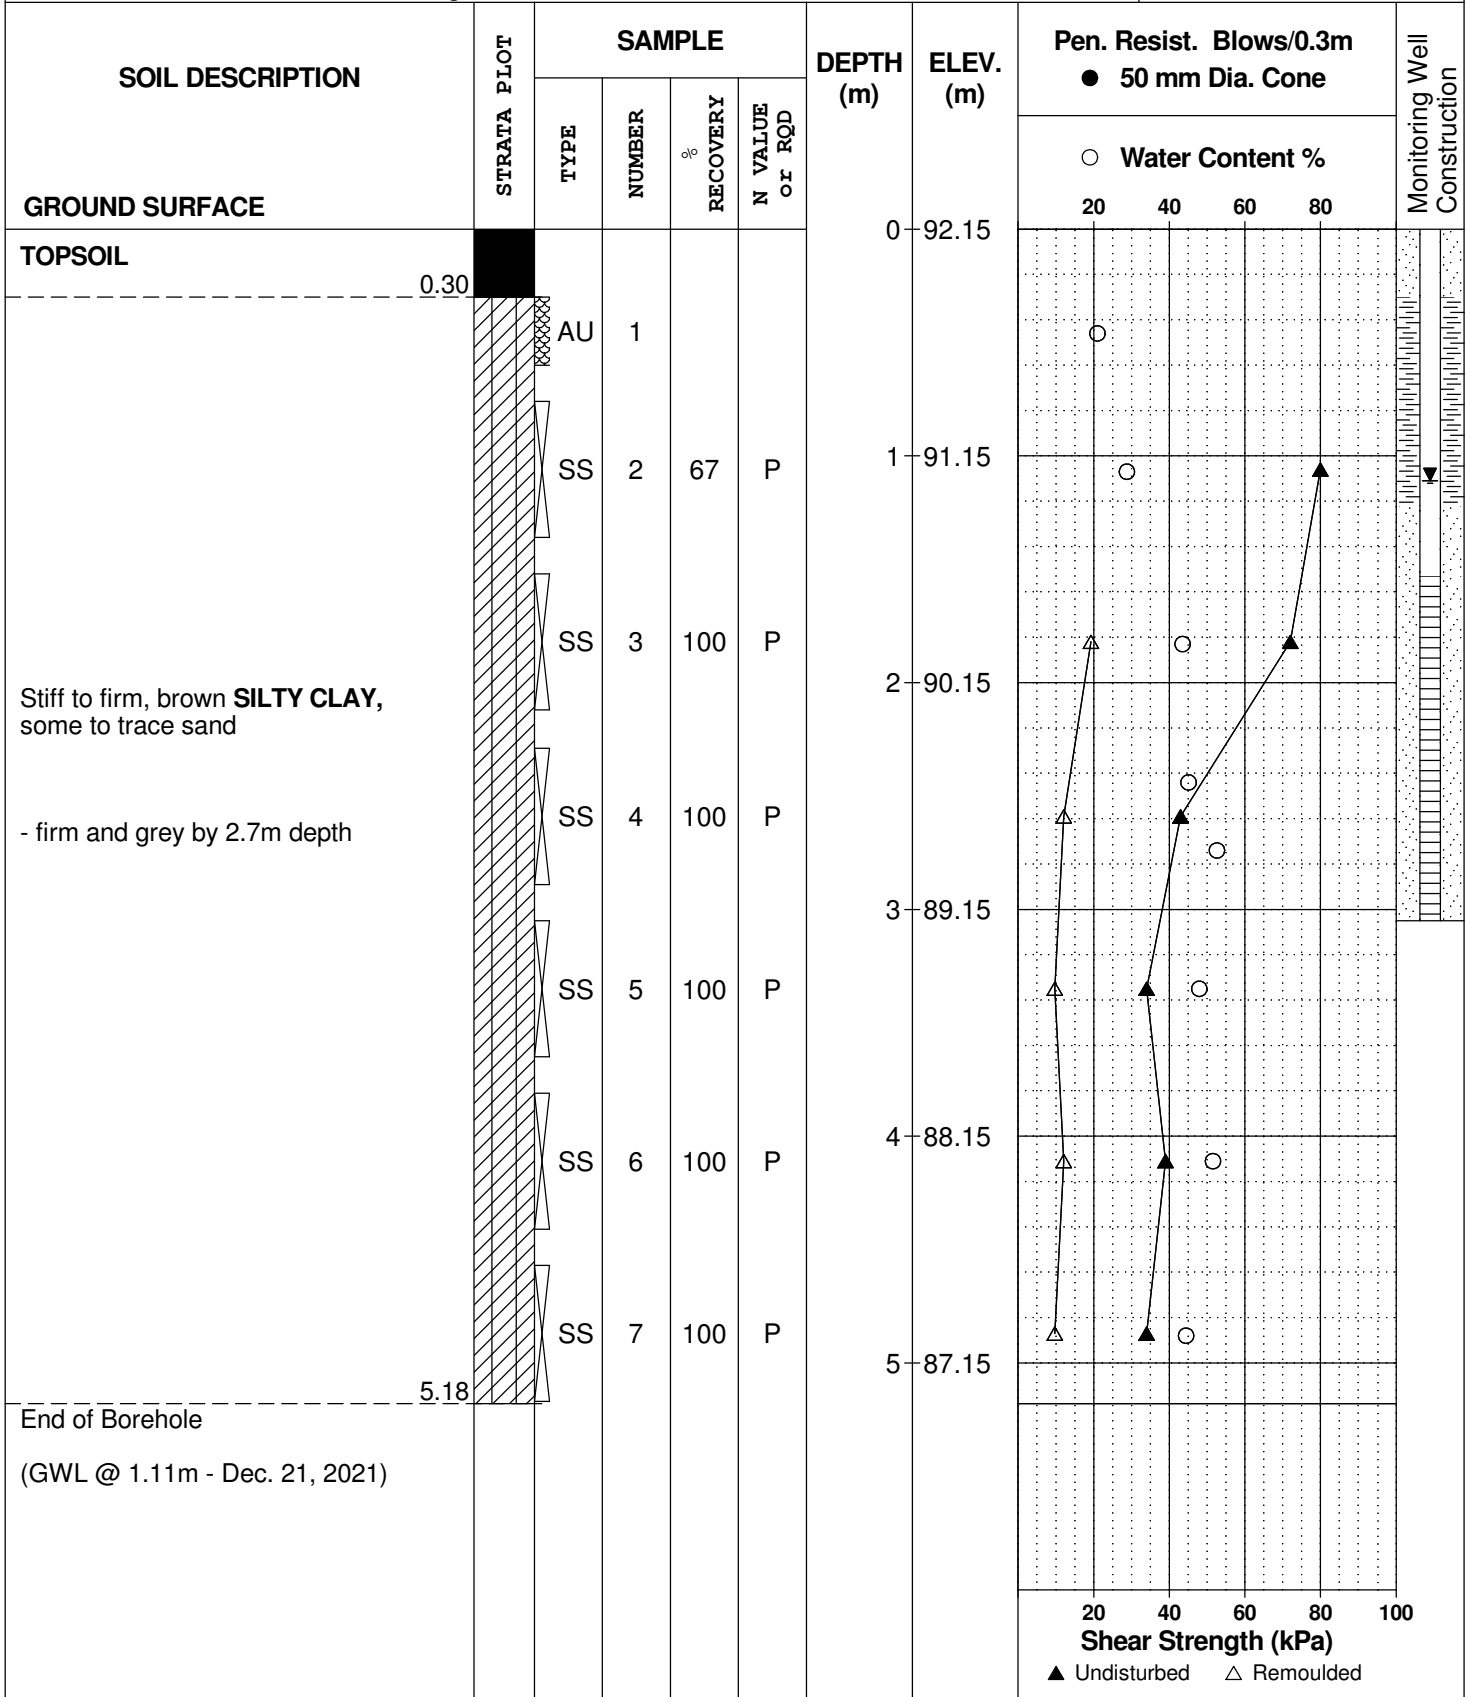 SOIL DESCRIPTION
GROUND SURFACE
STRATA PLOT
SAMPLE
TYPE
NUMBER
%
RECOVERY
N VALUE
or RQD
DEPTH
(m)
ELEV.
(m)
Pen. Resist. Blows/0.3m
● 50 mm Dia. Cone
○ Water Content %
20 40 60 80
Monitoring Well
Construction
0 92.15
TOPSOIL
0.30
AU 1
1 91.15
SS 2 67 P
SS 3 100 P
2 90.15
Stiff to firm, brown SILTY CLAY,
some to trace sand
SS 4 100 P
- firm and grey by 2.7m depth
3 89.15
SS 5 100 P
4 88.15
SS 6 100 P
SS 7 100 P
5 87.15
5.18
End of Borehole
(GWL @ 1.11m - Dec. 21, 2021)
20 40 60 80 100
Shear Strength (kPa)
▲ Undisturbed △ Remoulded